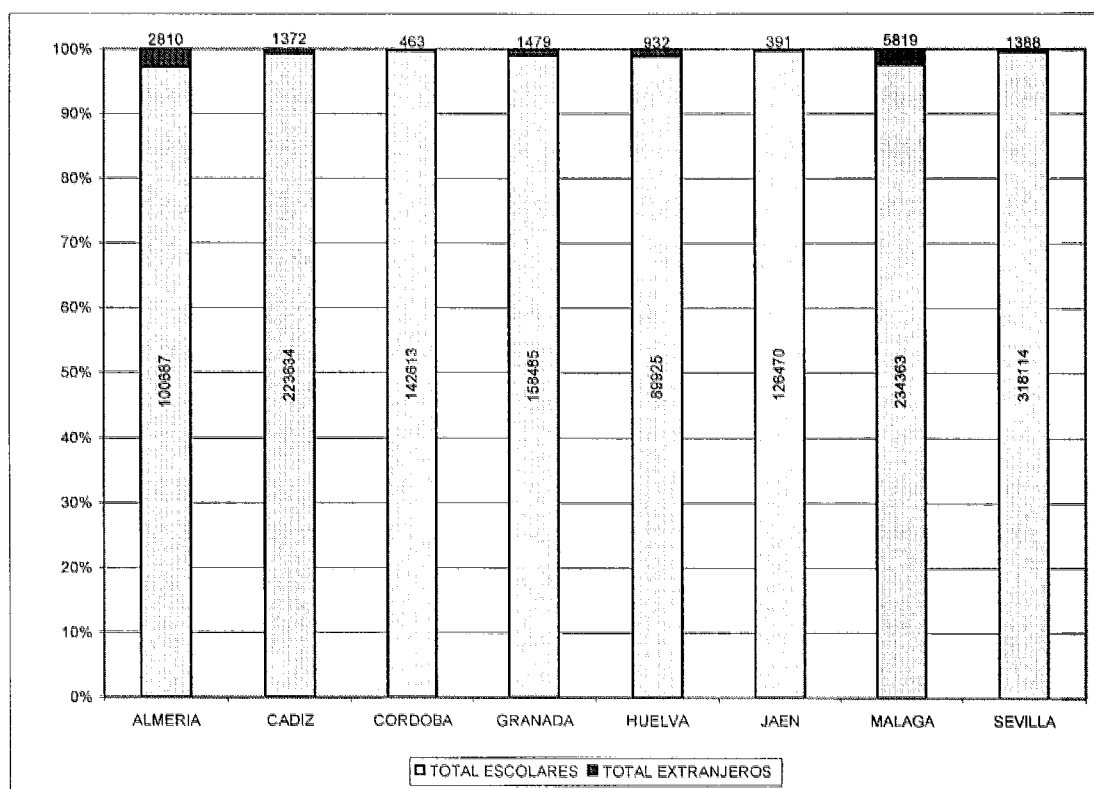 2810 1372 463 1479 932 391 5819 1388
100%
90%
80%
70%
60%
50%
40%
30%
20%
10%
0%
100687 223634 142613 158485 89925 126470 234363 318114
ALMERIA CADIZ CORDOBA GRANADA HUELVA JAEN MALAGA SEVILLA
TOTAL ESCOLARES TOTAL EXTRANJEROS